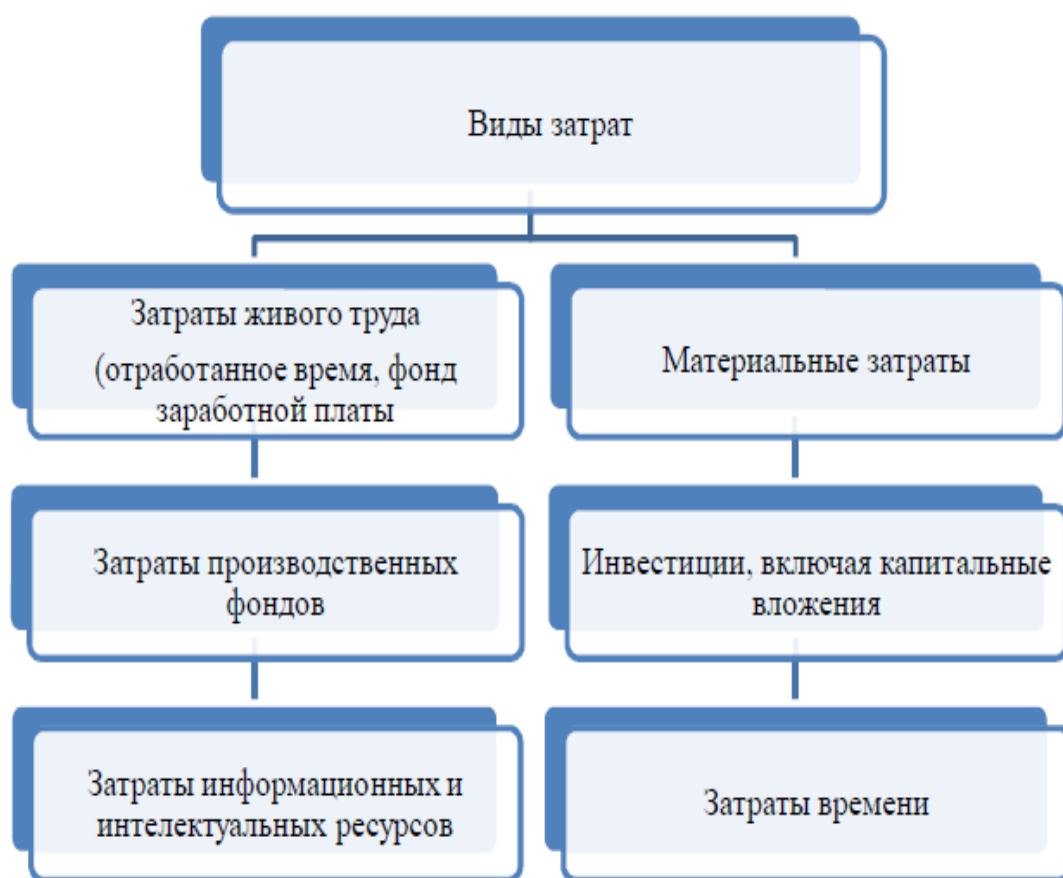 Виды затрат
Затраты живого труда
(отработанное время, фонд
заработной платы
Материальные затраты
Затраты производственных
фондов
Инвестиции, включая капитальные
вложения
Затраты информационных и
интелектуальных ресурсов
Затраты времени